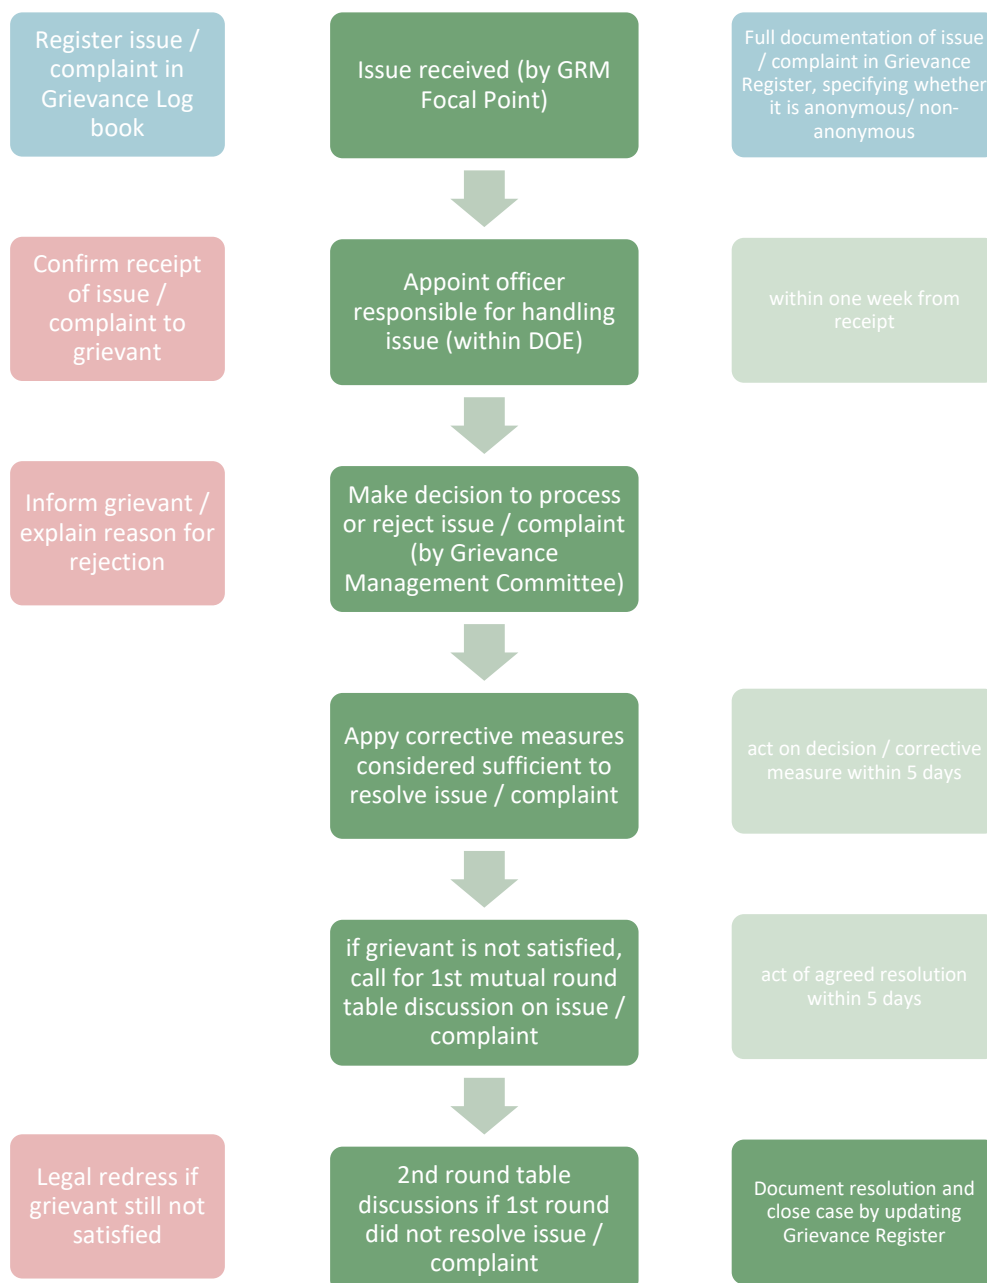 Register issue /
complaint in
Grievance Log
book
Issue received (by GRM
Focal Point)
Full documentation of issue
/ complaint in Grievance
Register, specifying whether
it is anonymous/ non-
anonymous
Confirm receipt
of issue /
complaint to
grievant
Appoint officer
responsible for handling
issue (within DOE)
within one week from
receipt
Inform grievant /
explain reason for
rejection
Make decision to process
or reject issue / complaint
(by Grievance
Management Committee)
Appy corrective measures
considered sufficient to
resolve issue / complaint
act on decision / corrective
measure within 5 days
if grievant is not satisfied,
call for 1st mutual round
table discussion on issue /
complaint
act of agreed resolution
within 5 days
Legal redress if
grievant still not
satisfied
2nd round table
discussions if 1st round
did not resolve issue /
complaint
Document resolution and
close case by updating
Grievance Register